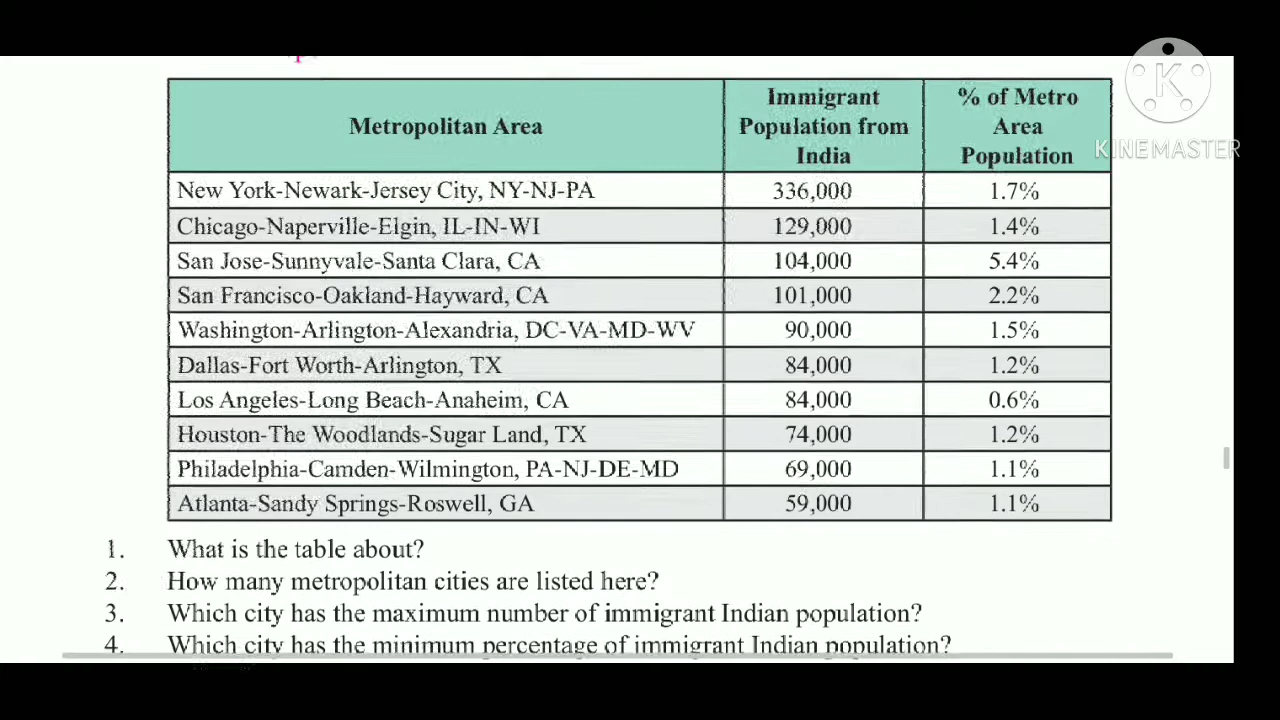 Metropolitan Area | Immigrant Population from India | % of Metro Area Population
New York-Newark-Jersey City, NY-NJ-PA | 336,000 | 1.7%
Chicago-Naperville-Elgin, IL-IN-WI | 129,000 | 1.4%
San Jose-Sunnyvale-Santa Clara, CA | 104,000 | 5.4%
San Francisco-Oakland-Hayward, CA | 101,000 | 2.2%
Washington-Arlington-Alexandria, DC-VA-MD-WV | 90,000 | 1.5%
Dallas-Fort Worth-Arlington, TX | 84,000 | 1.2%
Los Angeles-Long Beach-Anaheim, CA | 84,000 | 0.6%
Houston-The Woodlands-Sugar Land, TX | 74,000 | 1.2%
Philadelphia-Camden-Wilmington, PA-NJ-DE-MD | 69,000 | 1.1%
Atlanta-Sandy Springs-Roswell, GA | 59,000 | 1.1%
1. What is the table about?
2. How many metropolitan cities are listed here?
3. Which city has the maximum number of immigrant Indian population?
4. Which city has the minimum percentage of immigrant Indian population?
K
KINEMASTER